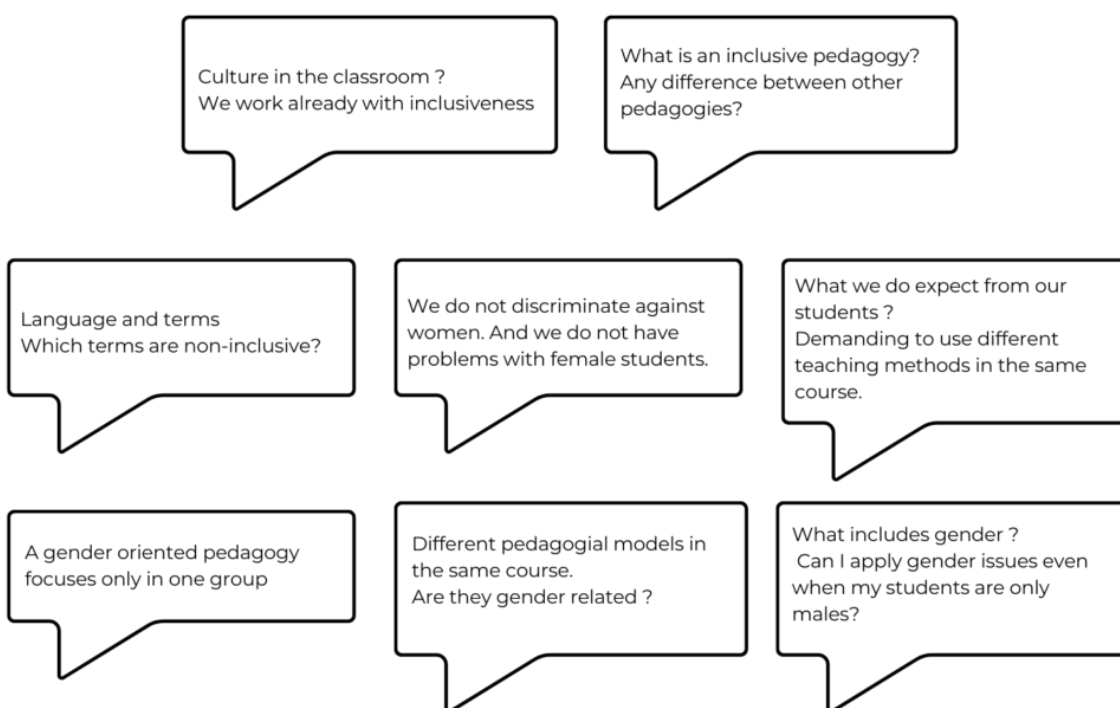 Culture in the classroom ?
We work already with inclusiveness
What is an inclusive pedagogy?
Any difference between other
pedagogies?
Language and terms
Which terms are non-inclusive?
We do not discriminate against
women. And we do not have
problems with female students.
What we do expect from our
students ?
Demanding to use different
teaching methods in the same
course.
A gender oriented pedagogy
focuses only in one group
Different pedagogial models in
the same course.
Are they gender related ?
What includes gender ?
Can I apply gender issues even
when my students are only
males?